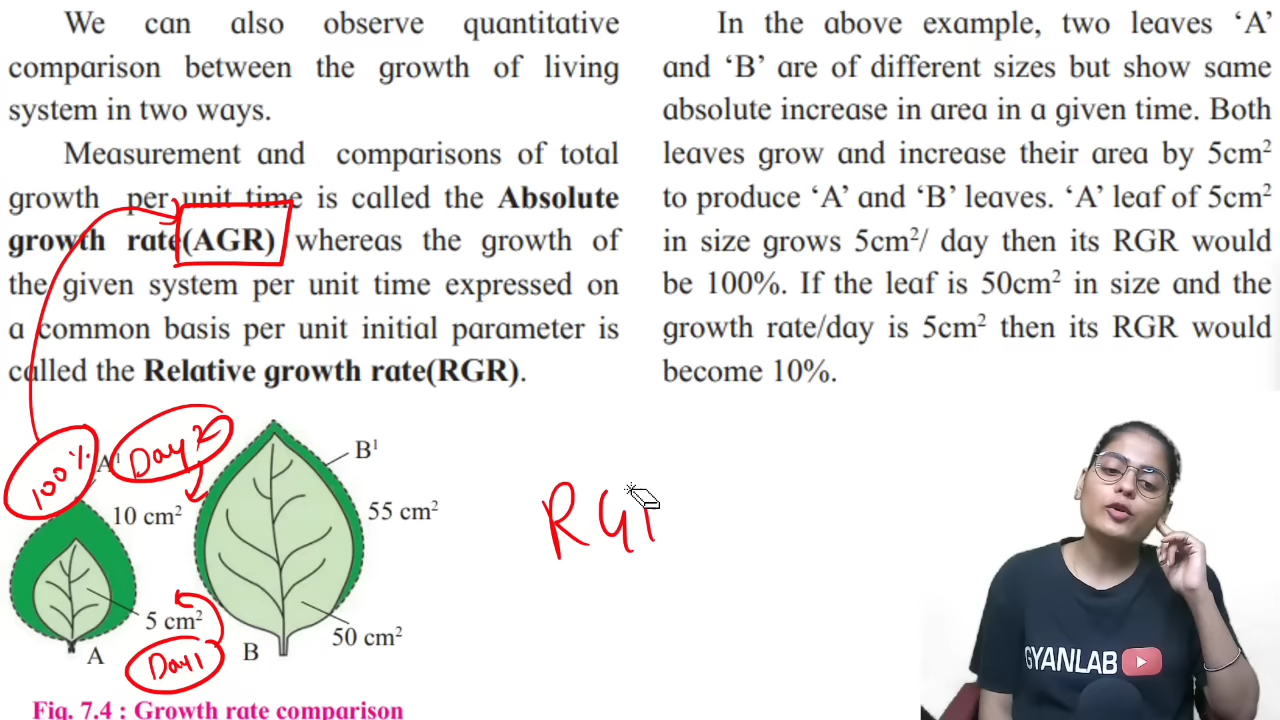 We can also observe quantitative
comparison between the growth of living
system in two ways.
Measurement and comparisons of total
growth per unit time is called the Absolute
growth rate(AGR) whereas the growth of
the given system per unit time expressed on
a common basis per unit initial parameter is
called the Relative growth rate(RGR).
100%
A¹
Day 2
10 cm²
5 cm²
A
Day 1
B¹
55 cm²
50 cm²
B
Fig. 7.4 : Growth rate comparison
In the above example, two leaves ‘A’
and ‘B’ are of different sizes but show same
absolute increase in area in a given time. Both
leaves grow and increase their area by 5cm²
to produce ‘A’ and ‘B’ leaves. ‘A’ leaf of 5cm²
in size grows 5cm²/ day then its RGR would
be 100%. If the leaf is 50cm² in size and the
growth rate/day is 5cm² then its RGR would
become 10%.
GYANLAB